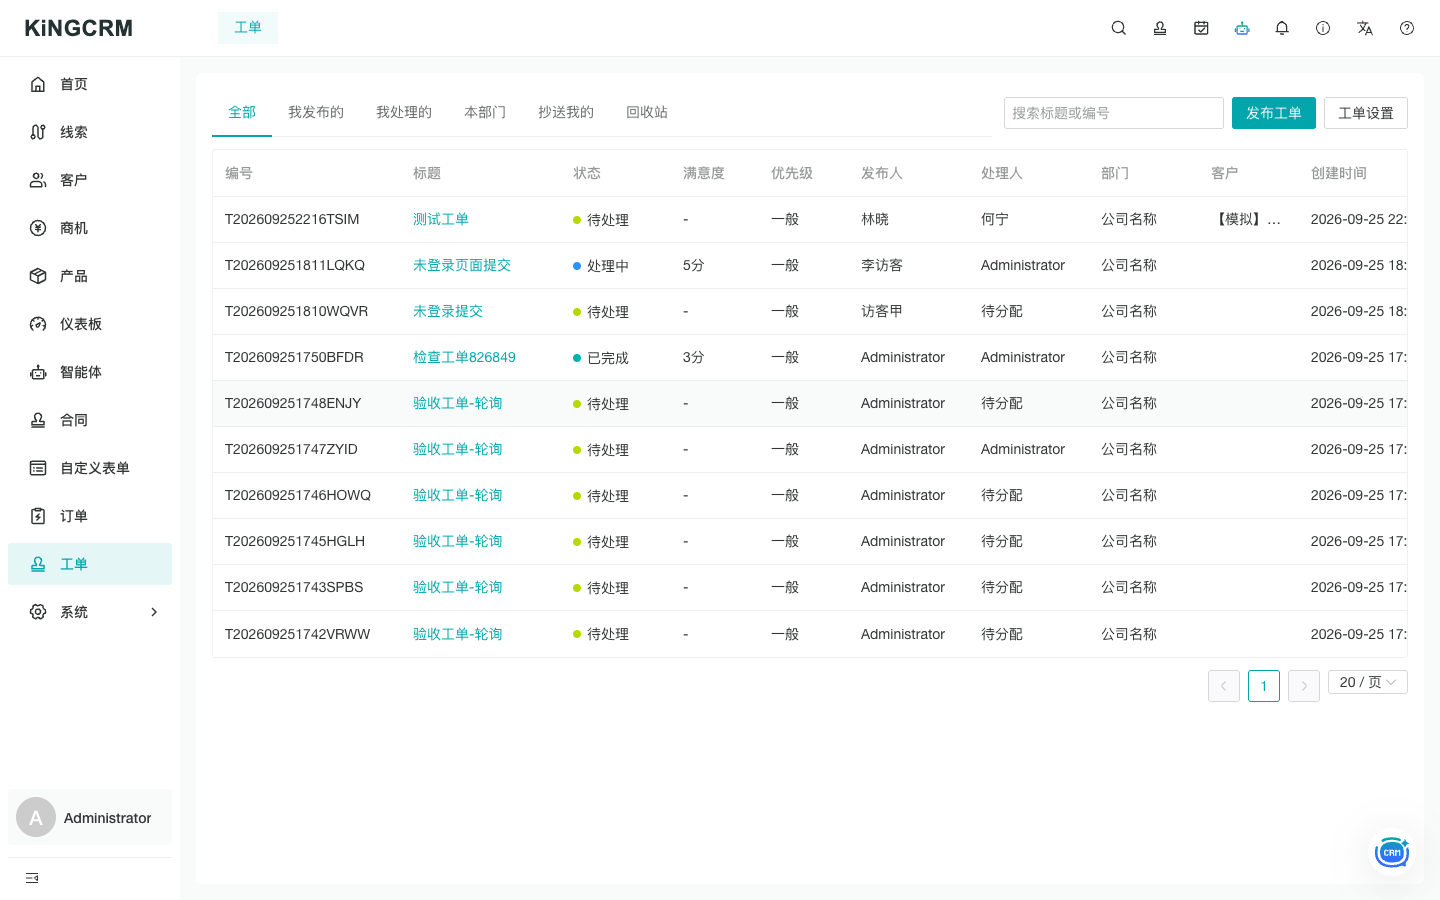 KiNGCRM
工单
首页
线索
客户
商机
产品
仪表板
智能体
合同
自定义表单
订单
工单
系统
A
Administrator
全部 我发布的 我处理的 本部门 抄送我的 回收站
搜索标题或编号
发布工单
工单设置
编号 标题 状态 满意度 优先级 发布人 处理人 部门 客户 创建时间
T202609252216TSIM 测试工单 待处理 - 一般 林晓 何宁 公司名称 【模拟】... 2026-09-25 22:
T202609251811LQKQ 未登录页面提交 处理中 5分 一般 李访客 Administrator 公司名称 2026-09-25 18:
T202609251810WQVR 未登录提交 待处理 - 一般 访客甲 待分配 公司名称 2026-09-25 18:
T202609251750BFDR 检查工单826849 已完成 3分 一般 Administrator Administrator 公司名称 2026-09-25 17:
T202609251748ENJY 验收工单-轮询 待处理 - 一般 Administrator 待分配 公司名称 2026-09-25 17:
T202609251747ZYID 验收工单-轮询 待处理 - 一般 Administrator Administrator 公司名称 2026-09-25 17:
T202609251746HOWQ 验收工单-轮询 待处理 - 一般 Administrator 待分配 公司名称 2026-09-25 17:
T202609251745HGLH 验收工单-轮询 待处理 - 一般 Administrator 待分配 公司名称 2026-09-25 17:
T202609251743SPBS 验收工单-轮询 待处理 - 一般 Administrator 待分配 公司名称 2026-09-25 17:
T202609251742VRWW 验收工单-轮询 待处理 - 一般 Administrator 待分配 公司名称 2026-09-25 17:
1
20 / 页
CRM